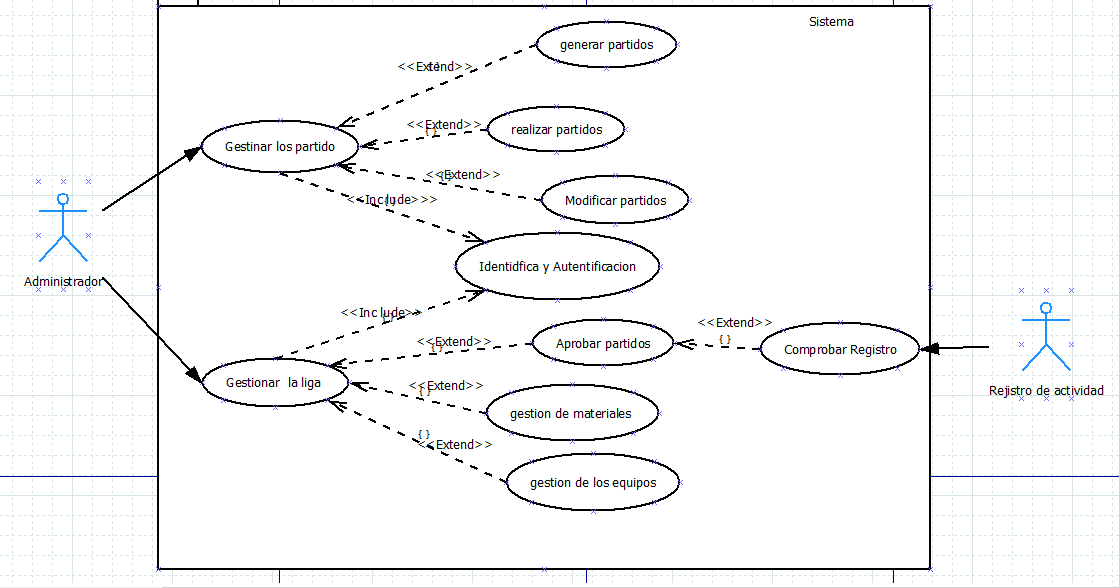 Sistema
generar partidos
<<Extend>>
<<Extend>>
{ }
realizar partidos
Gestinar los partido
<<Extend>>
{ }
Modificar partidos
<<Include>>>
{ }
Identidfica y Autentificacion
Administrador
<<Include>>
{ }
<<Extend>>
{ }
Aprobar partidos
<<Extend>>
{ }
Comprobar Registro
Gestionar la liga
<<Extend>>
{ }
gestion de materiales
Registro de actividad
{ }
<<Extend>>
gestion de los equipos